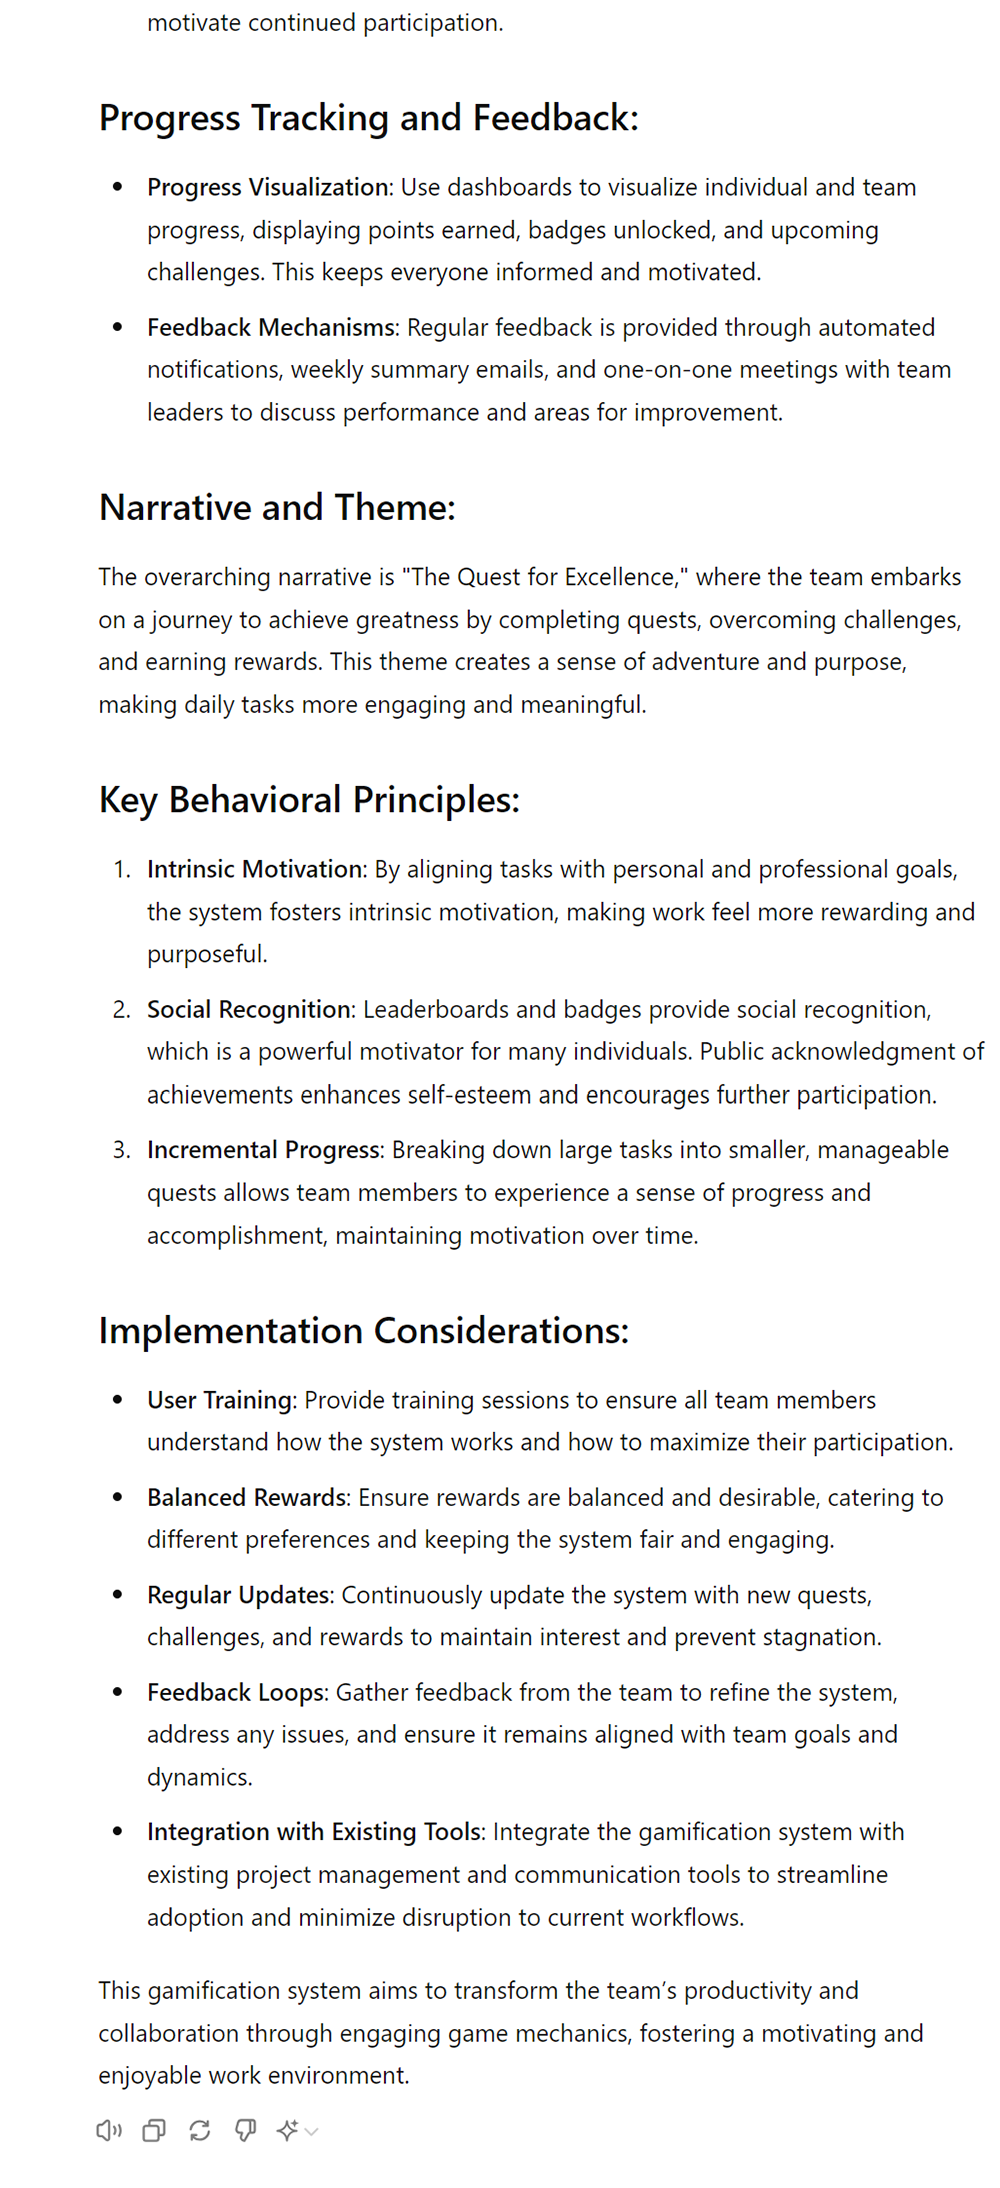 motivate continued participation.
Progress Tracking and Feedback:
Progress Visualization: Use dashboards to visualize individual and team
progress, displaying points earned, badges unlocked, and upcoming
challenges. This keeps everyone informed and motivated.
Feedback Mechanisms: Regular feedback is provided through automated
notifications, weekly summary emails, and one-on-one meetings with team
leaders to discuss performance and areas for improvement.
Narrative and Theme:
The overarching narrative is "The Quest for Excellence," where the team embarks
on a journey to achieve greatness by completing quests, overcoming challenges,
and earning rewards. This theme creates a sense of adventure and purpose,
making daily tasks more engaging and meaningful.
Key Behavioral Principles:
1. Intrinsic Motivation: By aligning tasks with personal and professional goals,
the system fosters intrinsic motivation, making work feel more rewarding and
purposeful.
2. Social Recognition: Leaderboards and badges provide social recognition,
which is a powerful motivator for many individuals. Public acknowledgment of
achievements enhances self-esteem and encourages further participation.
3. Incremental Progress: Breaking down large tasks into smaller, manageable
quests allows team members to experience a sense of progress and
accomplishment, maintaining motivation over time.
Implementation Considerations:
User Training: Provide training sessions to ensure all team members
understand how the system works and how to maximize their participation.
Balanced Rewards: Ensure rewards are balanced and desirable, catering to
different preferences and keeping the system fair and engaging.
Regular Updates: Continuously update the system with new quests,
challenges, and rewards to maintain interest and prevent stagnation.
Feedback Loops: Gather feedback from the team to refine the system,
address any issues, and ensure it remains aligned with team goals and
dynamics.
Integration with Existing Tools: Integrate the gamification system with
existing project management and communication tools to streamline
adoption and minimize disruption to current workflows.
This gamification system aims to transform the team’s productivity and
collaboration through engaging game mechanics, fostering a motivating and
enjoyable work environment.